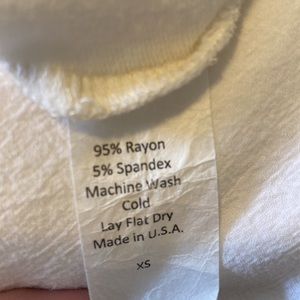 95% Rayon
5% Spandex
Machine Wash
Cold
Lay Flat Dry
Made in U.S.A.
XS